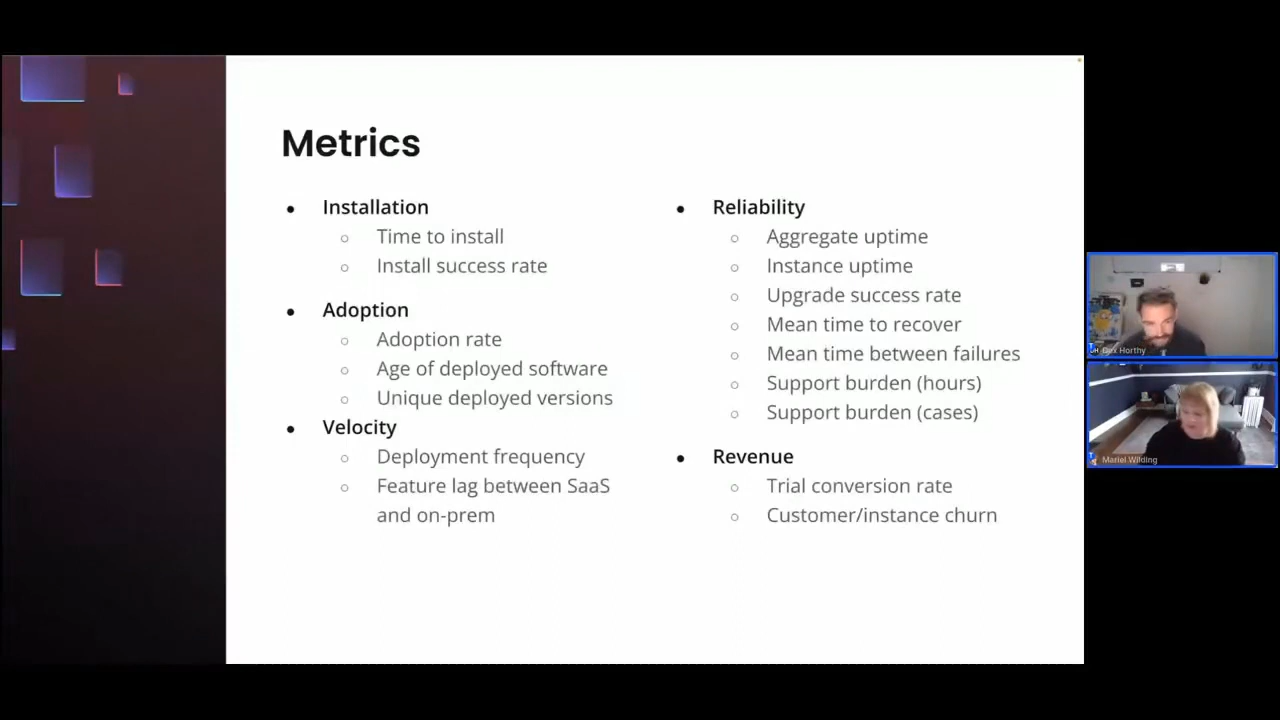 Metrics
● Installation
○ Time to install
○ Install success rate
● Adoption
○ Adoption rate
○ Age of deployed software
○ Unique deployed versions
● Velocity
○ Deployment frequency
○ Feature lag between SaaS
and on-prem
● Reliability
○ Aggregate uptime
○ Instance uptime
○ Upgrade success rate
○ Mean time to recover
○ Mean time between failures
○ Support burden (hours)
○ Support burden (cases)
● Revenue
○ Trial conversion rate
○ Customer/instance churn
Horthy
Mariel Wilding